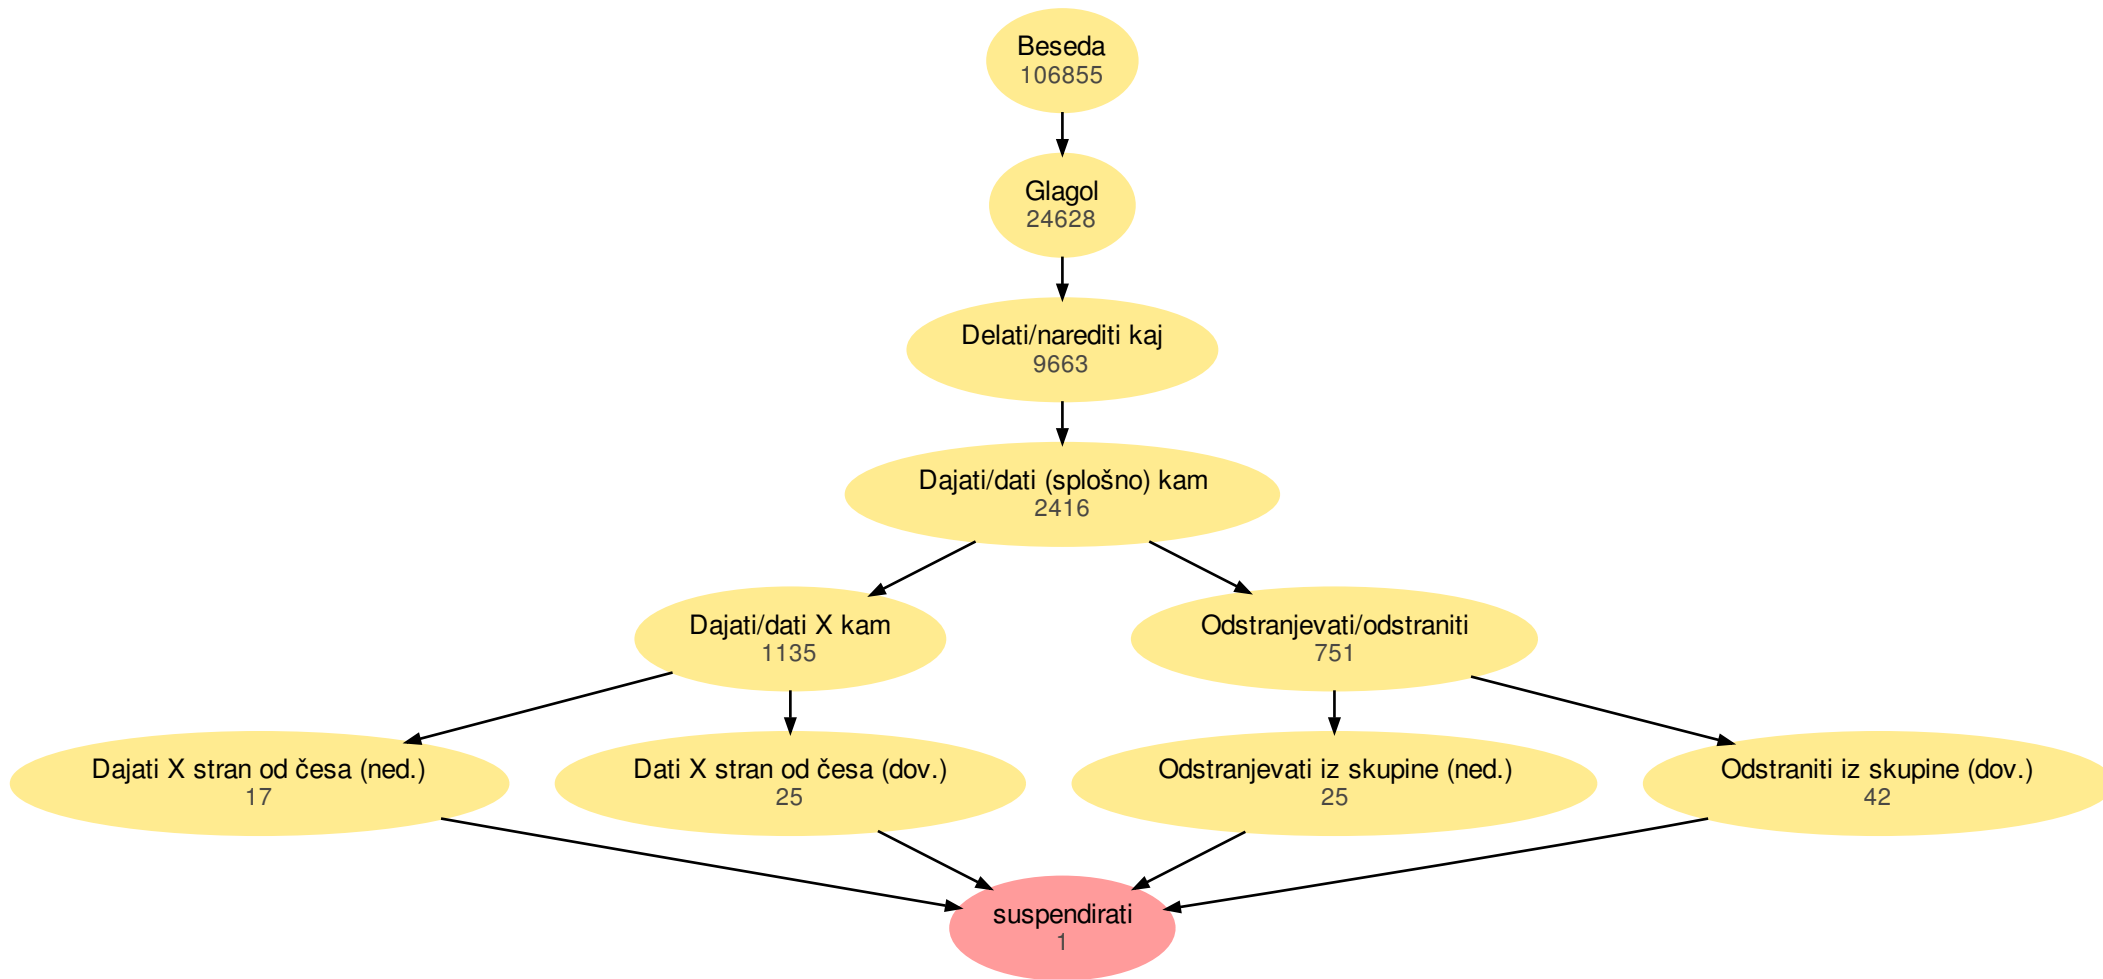 Beseda
106855
Glagol
24628
Delati/narediti kaj
9663
Dajati/dati (splošno) kam
2416
Dajati/dati X kam
1135
Odstranjevati/odstraniti
751
Dajati X stran od česa (ned.)
17
Dati X stran od česa (dov.)
25
Odstranjevati iz skupine (ned.)
25
Odstraniti iz skupine (dov.)
42
suspendirati
1